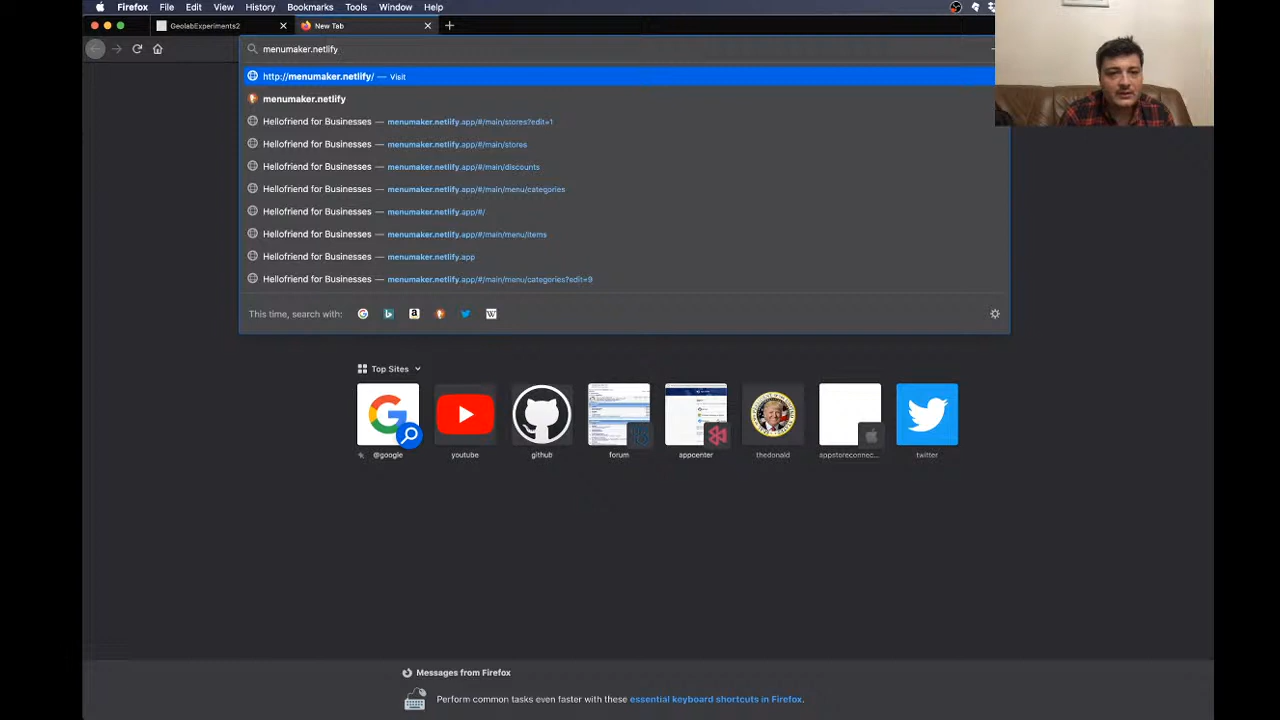 Firefox File Edit View History Bookmarks Tools Window Help
GeolabExperiments2 New Tab
menumaker.netlify
http://menumaker.netlify/ — Visit
menumaker.netlify
Hellofriend for Businesses — menumaker.netlify.app/#/main/stores?edit=1
Hellofriend for Businesses — menumaker.netlify.app/#/main/stores
Hellofriend for Businesses — menumaker.netlify.app/#/main/discounts
Hellofriend for Businesses — menumaker.netlify.app/#/main/menu/categories
Hellofriend for Businesses — menumaker.netlify.app/#/
Hellofriend for Businesses — menumaker.netlify.app/#/main/menu/items
Hellofriend for Businesses — menumaker.netlify.app
Hellofriend for Businesses — menumaker.netlify.app/#/main/menu/categories?edit=9
This time, search with:
Top Sites
@google youtube github forum appcenter thedonald appstoreconnec... twitter
Messages from Firefox
Perform common tasks even faster with these essential keyboard shortcuts in Firefox.